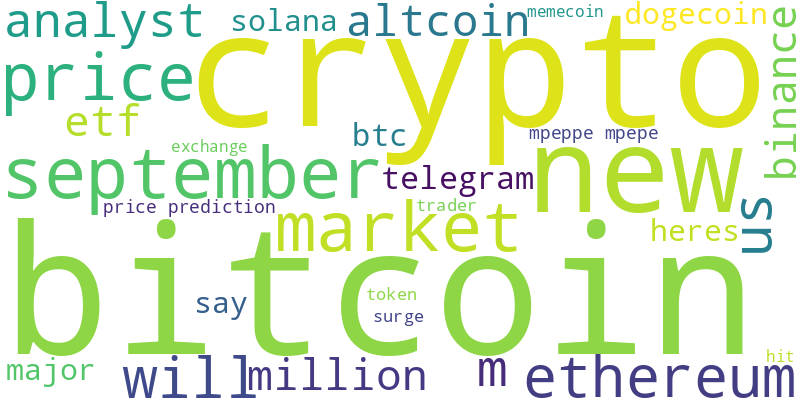 analyst
solana
altcoin
memecoin
dogecoin
binance
price
crypto
etf
btc
mpeppe mpepe
exchange
september
telegram
new
price prediction
trader
market
us
heres
bitcoin
say
token
surge
major
will
million
m
ethereum
hit